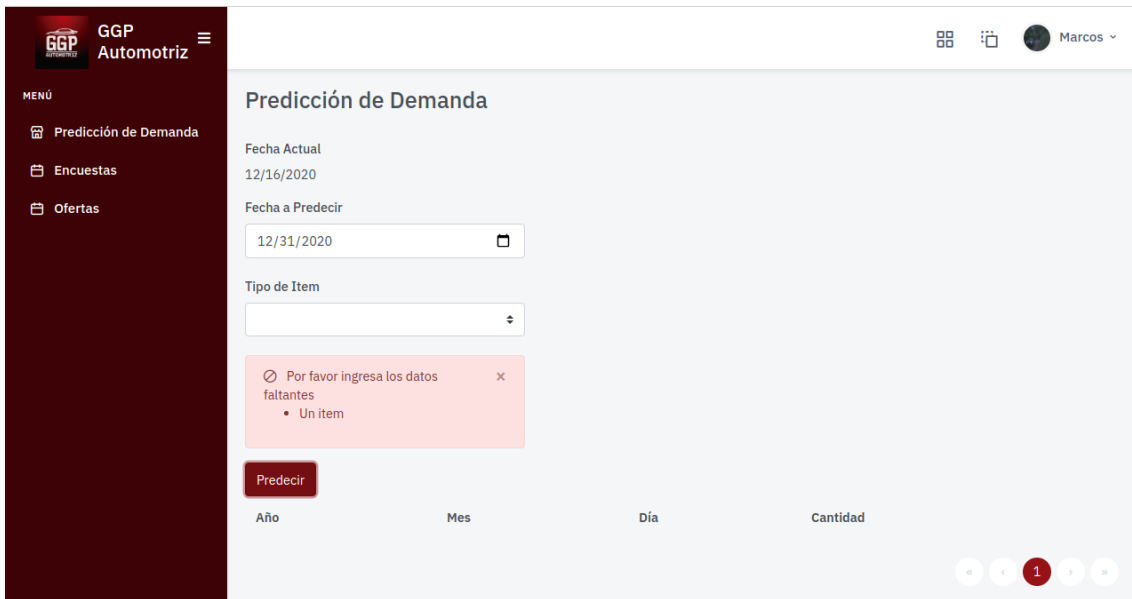 GGP
AUTOMOTRIZ
GGP
Automotriz
Marcos
MENÚ
Predicción de Demanda
Encuestas
Ofertas
Predicción de Demanda
Fecha Actual
12/16/2020
Fecha a Predecir
12/31/2020
Tipo de Item
Por favor ingresa los datos
faltantes
• Un item
Predecir
Año Mes Día Cantidad
« ‹ 1 › »